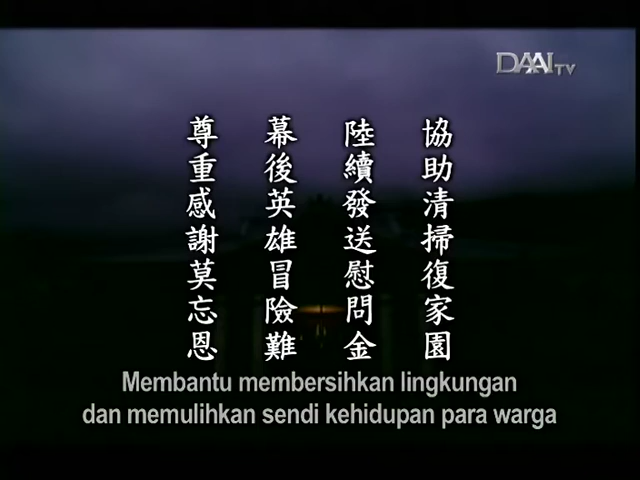 DAAI TV
協助清掃復家園
陸續發送慰問金
幕後英雄冒險難
尊重感謝莫忘恩
Membantu membersihkan lingkungan
dan memulihkan sendi kehidupan para warga